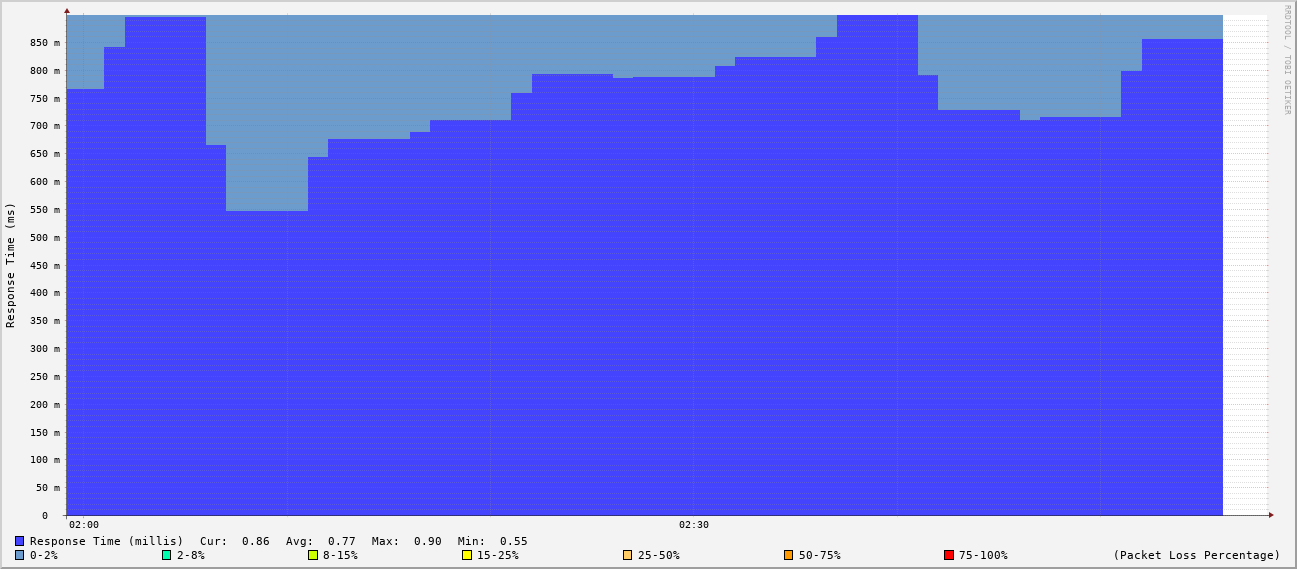 RRDTOOL / TOBI OETIKER
Response Time (ms)
850 m
800 m
750 m
700 m
650 m
600 m
550 m
500 m
450 m
400 m
350 m
300 m
250 m
200 m
150 m
100 m
50 m
0
02:00 02:30
Response Time (millis) Cur: 0.86 Avg: 0.77 Max: 0.90 Min: 0.55
0-2% 2-8% 8-15% 15-25% 25-50% 50-75% 75-100% (Packet Loss Percentage)